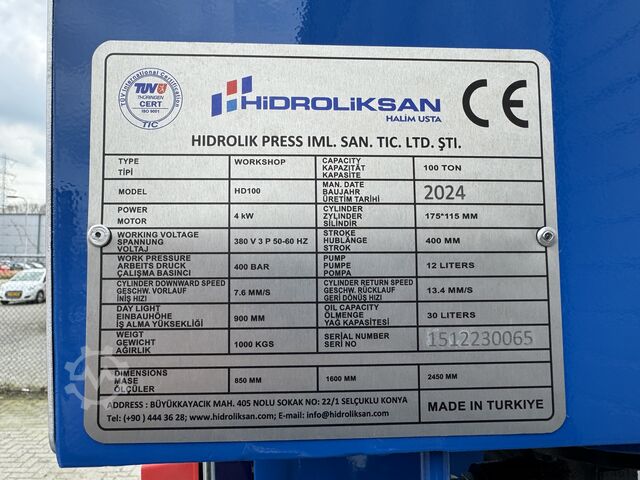 TÜV International Certification
TÜV
THÜRINGEN
CERT
ISO 9001
TIC
HiDROLiKSAN
HALIM USTA
CE
HIDROLIK PRESS IML. SAN. TIC. LTD. ŞTI.
TYPE
TİPİ
WORKSHOP
CAPACITY
KAPAZITÄT
KAPASİTE
100 TON
MODEL
HD100
MAN. DATE
BAUJAHR
ÜRETİM TARİHİ
2024
POWER
MOTOR
4 kW
CYLINDER
ZYLINDER
SİLİNDİR
175*115 MM
WORKING VOLTAGE
SPANNUNG
VOLTAJ
380 V 3 P 50-60 HZ
STROKE
HUBLÄNGE
STROK
400 MM
WORK PRESSURE
ARBEITS DRUCK
ÇALIŞMA BASINCI
400 BAR
PUMP
PUMPE
POMPA
12 LITERS
CYLINDER DOWNWARD SPEED
GESCHW. VORLAUF
İNİŞ HIZI
7.6 MM/S
CYLINDER RETURN SPEED
GESCHW. RÜCKLAUF
GERİ DÖNÜŞ HIZI
13.4 MM/S
DAY LIGHT
EINBAUHÖHE
İŞ ALMA YÜKSEKLİĞİ
900 MM
OIL CAPACITY
ÖLMENGE
YAĞ KAPASİTESİ
30 LITERS
WEIGT
GEWICHT
AĞIRLIK
1000 KGS
SERIAL NUMBER
SERI NO
1512230065
DIMENSIONS
MASE
ÖLÇÜLER
850 MM
1600 MM
2450 MM
ADDRESS : BÜYÜKKAYACIK MAH. 405 NOLU SOKAK NO: 22/1 SELÇUKLU KONYA
Tel: (+90 ) 444 36 28; www.hidroliksan.com; E-mail: info@hidroliksan.com
MADE IN TURKIYE